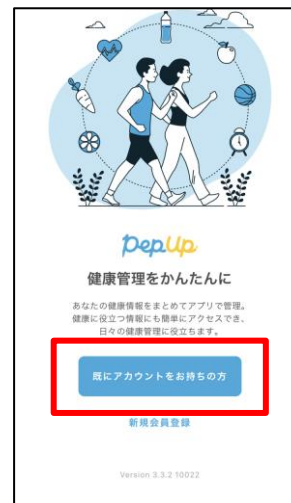 PepUp
健康管理をかんたんに
あなたの健康情報をまとめてアプリで管理。
健康に役立つ情報にも簡単にアクセスでき、
日々の健康管理に役立ちます。
既にアカウントをお持ちの方
新規会員登録
Version 3.3.2 10022